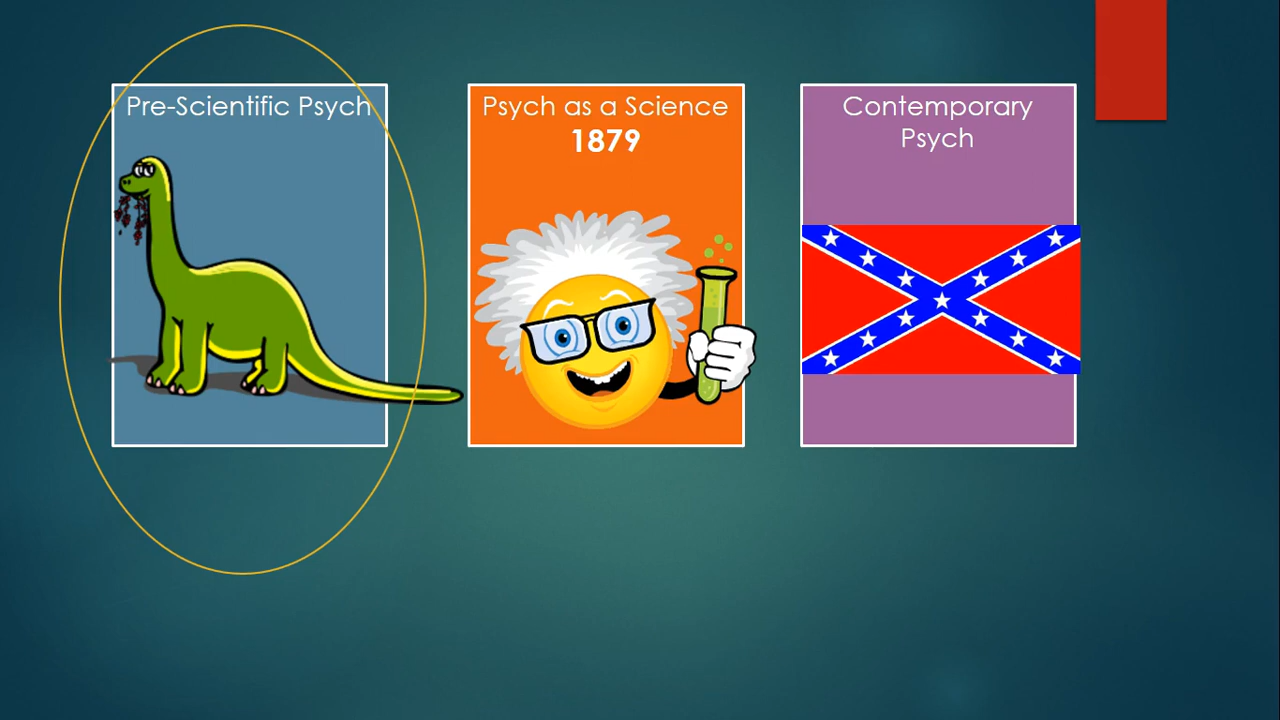 Pre-Scientific Psych
Psych as a Science
1879
Contemporary
Psych